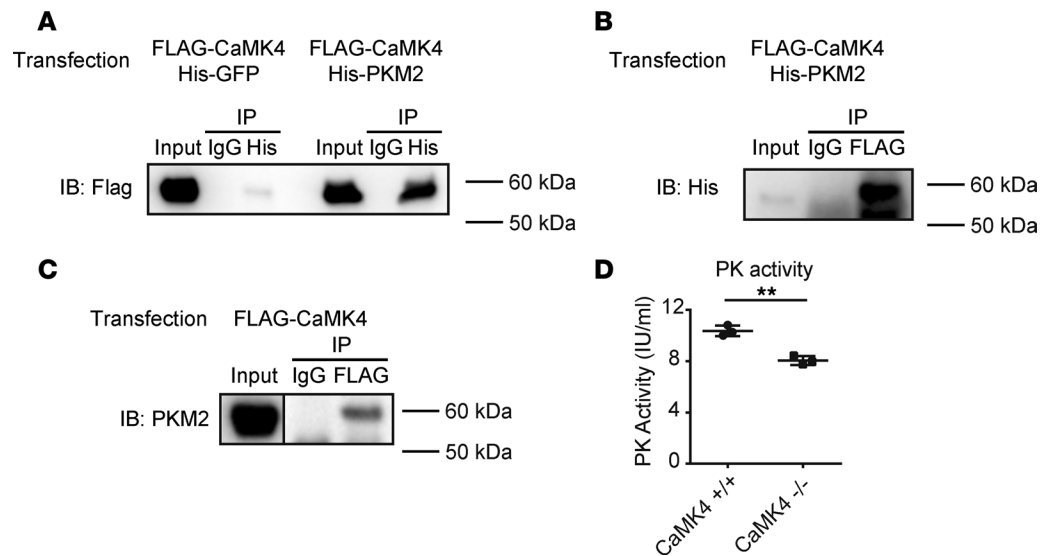 A
Transfection
FLAG-CaMK4
His-GFP
FLAG-CaMK4
His-PKM2
IP
IP
Input IgG His
Input IgG His
IB: Flag
60 kDa
50 kDa
B
Transfection
FLAG-CaMK4
His-PKM2
IP
Input IgG FLAG
IB: His
60 kDa
50 kDa
C
Transfection
FLAG-CaMK4
IP
Input IgG FLAG
IB: PKM2
60 kDa
50 kDa
D
PK activity
**
PK Activity (IU/ml)
12
8
4
0
CaMK4 +/+
CaMK4 -/-